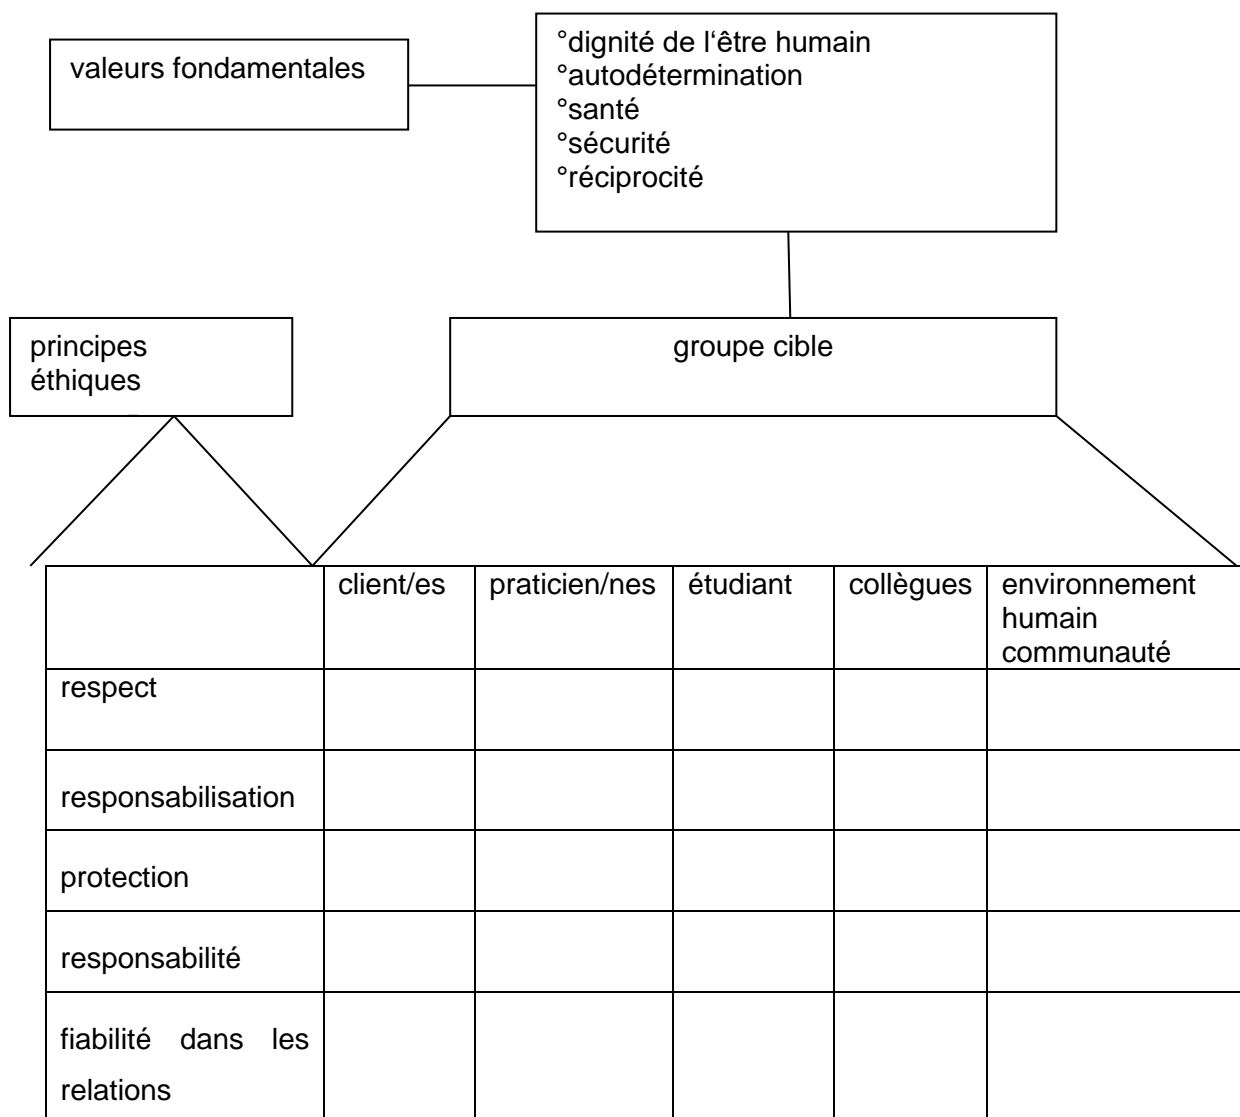 valeurs fondamentales
°dignité de l‘être humain
°autodétermination
°santé
°sécurité
°réciprocité
principes
éthiques
groupe cible
client/es
praticien/nes
étudiant
collègues
environnement
humain
communauté
respect
responsabilisation
protection
responsabilité
fiabilité dans les
relations